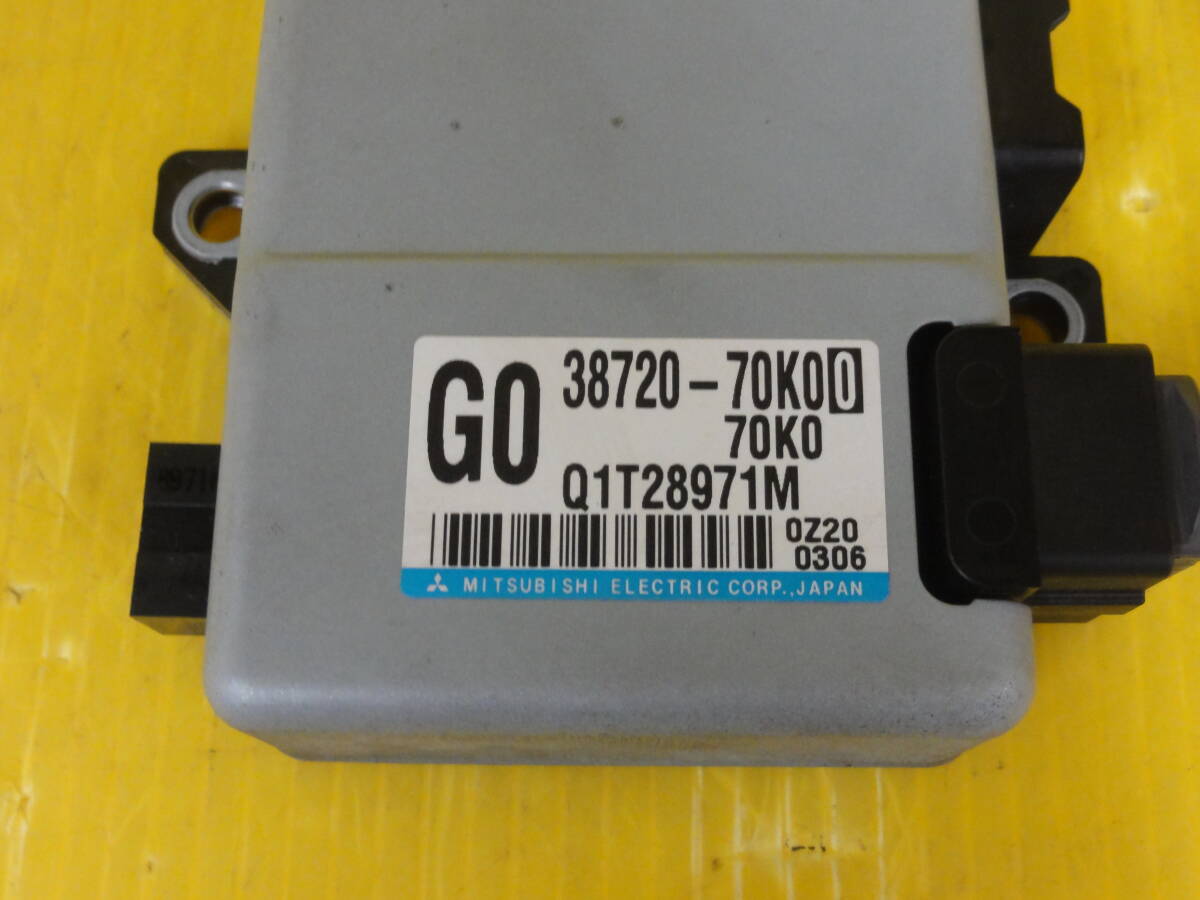 G0
38720-70K00
70K0
Q1T28971M
0Z20
0306
MITSUBISHI ELECTRIC CORP.,JAPAN